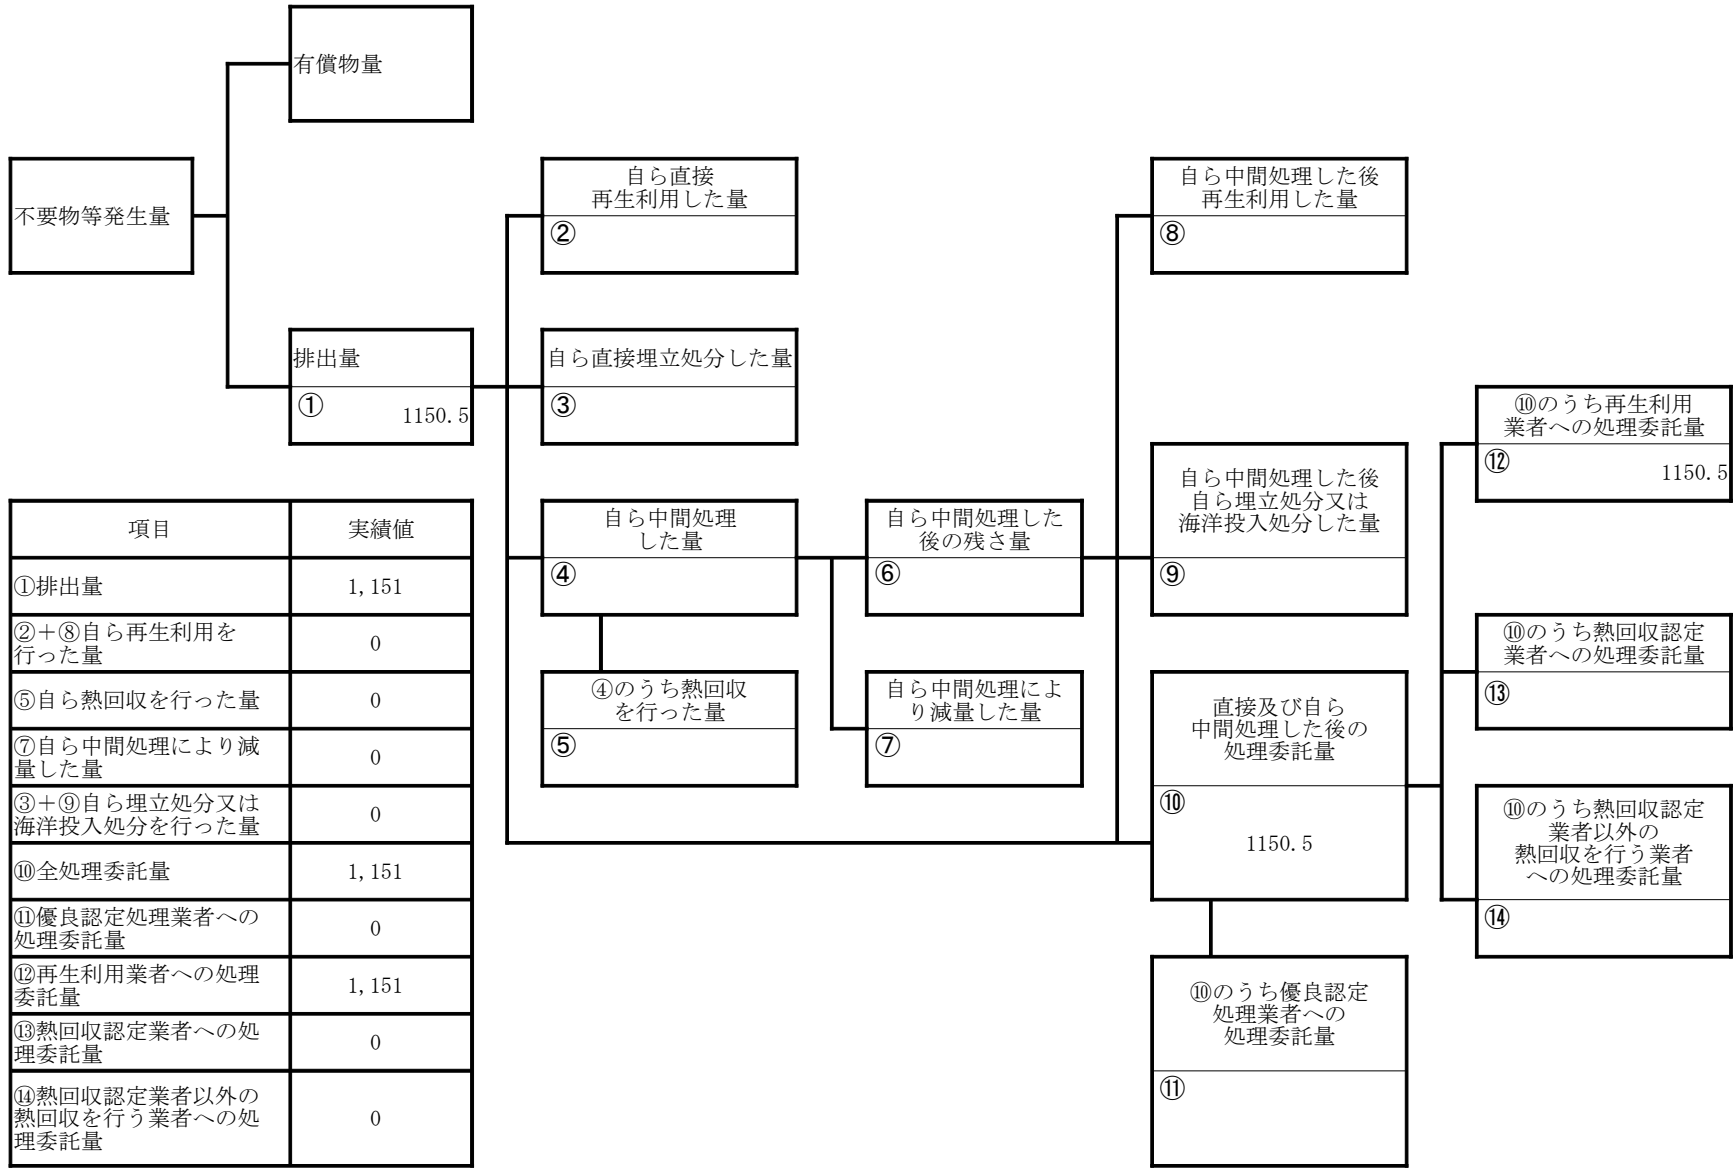 有償物量
不要物等発生量
自ら直接
再生利用した量
②
自ら中間処理した後
再生利用した量
⑧
排出量
①
1150.5
自ら直接埋立処分した量
③
⑩のうち再生利用
業者への処理委託量
⑫
1150.5
自ら中間処理した後
自ら埋立処分又は
海洋投入処分した量
⑨
自ら中間処理
した量
④
自ら中間処理した
後の残さ量
⑥
④のうち熱回収
を行った量
⑤
自ら中間処理によ
り減量した量
⑦
直接及び自ら
中間処理した後の
処理委託量
⑩
1150.5
⑩のうち熱回収認定
業者への処理委託量
⑬
⑩のうち熱回収認定
業者以外の
熱回収を行う業者
への処理委託量
⑭
⑩のうち優良認定
処理業者への
処理委託量
⑪
項目 実績値
①排出量 1,151
②＋⑧自ら再生利用を
行った量 0
⑤自ら熱回収を行った量 0
⑦自ら中間処理により減
量した量 0
③＋⑨自ら埋立処分又は
海洋投入処分を行った量 0
⑩全処理委託量 1,151
⑪優良認定処理業者への
処理委託量 0
⑫再生利用業者への処理
委託量 1,151
⑬熱回収認定業者への処
理委託量 0
⑭熱回収認定業者以外の
熱回収を行う業者への処
理委託量 0